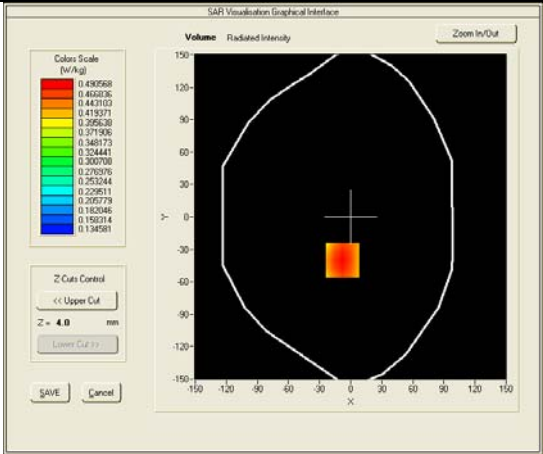 SAR Visualisation Graphical Interface
Volume Radiated Intensity
Zoom In/Out
Colors Scale
(W/kg)
0.490568
0.466836
0.443103
0.419371
0.395638
0.371906
0.348173
0.324441
0.300708
0.276976
0.253244
0.229511
0.205779
0.182046
0.158314
0.134581
Z-Cuts Control
<< Upper Cut
Z = 4.0 mm
Lower Cut >>
SAVE Cancel
150
120
90
60
30
0
-30
-60
-90
-120
-150
Y
-150 -120 -90 -60 -30 0 30 60 90 120 150
X